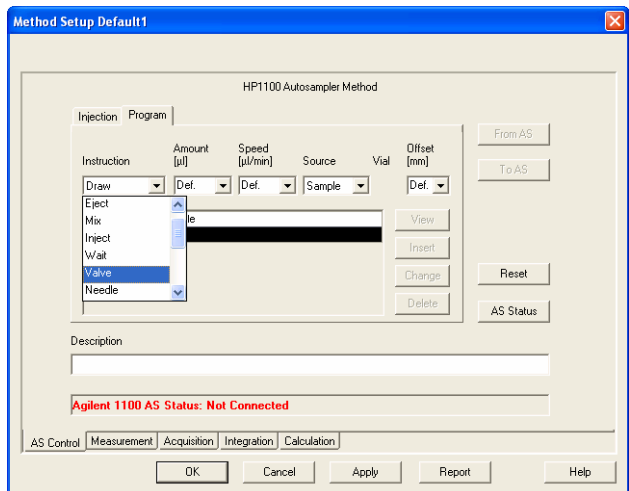 Method Setup Default1
HP1100 Autosampler Method
Injection Program
From AS
To AS
Instruction Amount [µl] Speed [µl/min] Source Vial Offset [mm]
Draw Def. Def. Sample Def.
Eject
Mix
Inject
Wait
Valve
Needle
View
Insert
Change
Delete
Reset
AS Status
Description
Agilent 1100 AS Status: Not Connected
AS Control Measurement Acquisition Integration Calculation
OK Cancel Apply Report Help